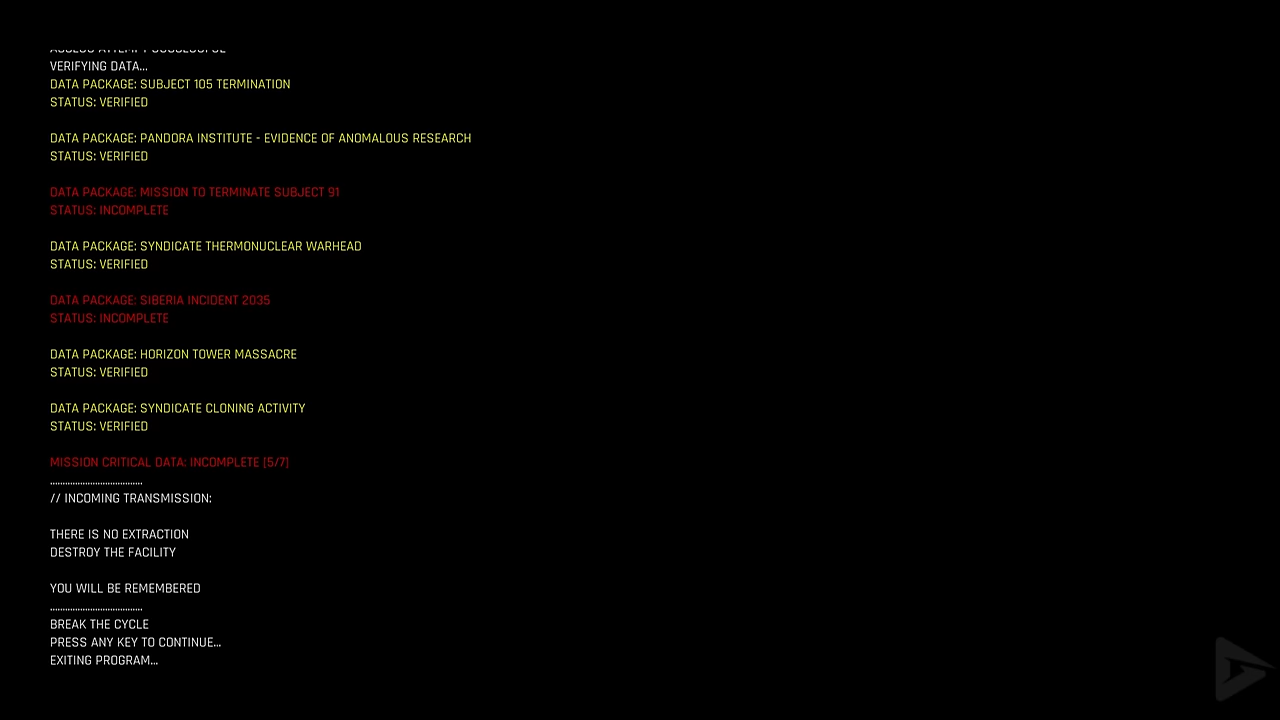 VERIFYING DATA...
DATA PACKAGE: SUBJECT 105 TERMINATION
STATUS: VERIFIED
DATA PACKAGE: PANDORA INSTITUTE - EVIDENCE OF ANOMALOUS RESEARCH
STATUS: VERIFIED
DATA PACKAGE: MISSION TO TERMINATE SUBJECT 91
STATUS: INCOMPLETE
DATA PACKAGE: SYNDICATE THERMONUCLEAR WARHEAD
STATUS: VERIFIED
DATA PACKAGE: SIBERIA INCIDENT 2035
STATUS: INCOMPLETE
DATA PACKAGE: HORIZON TOWER MASSACRE
STATUS: VERIFIED
DATA PACKAGE: SYNDICATE CLONING ACTIVITY
STATUS: VERIFIED
MISSION CRITICAL DATA: INCOMPLETE [5/7]
.....................................
// INCOMING TRANSMISSION:
THERE IS NO EXTRACTION
DESTROY THE FACILITY
YOU WILL BE REMEMBERED
.....................................
BREAK THE CYCLE
PRESS ANY KEY TO CONTINUE...
EXITING PROGRAM...